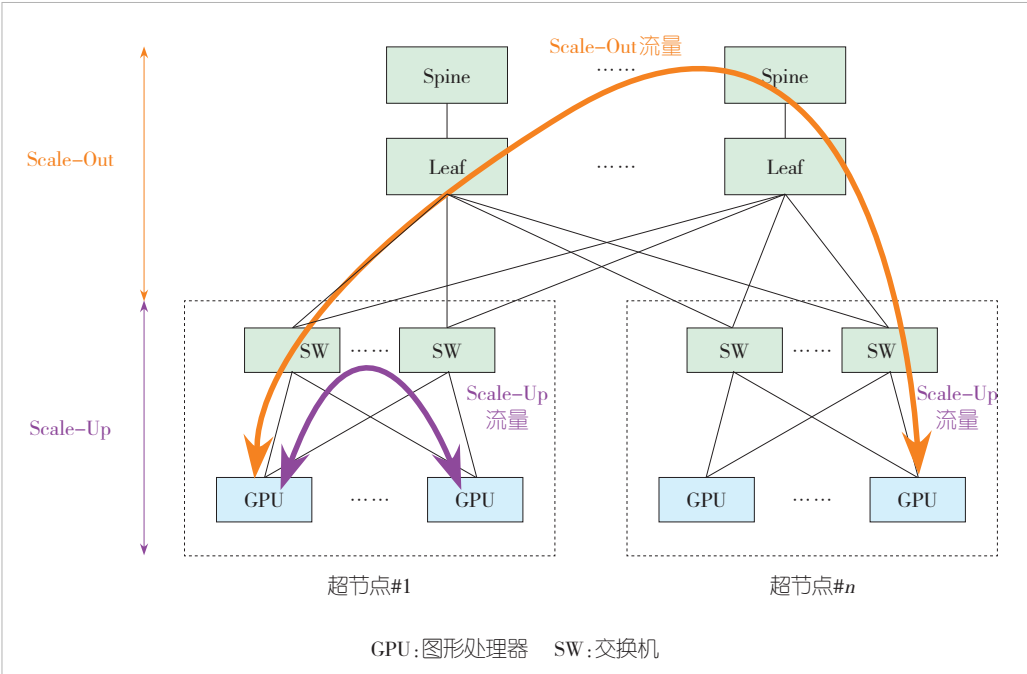 Scale-Out流量
Spine
……
Spine
Scale-Out
Leaf
……
Leaf
SW
……
SW
SW
……
SW
Scale-Up
Scale-Up
流量
Scale-Up
流量
GPU
……
GPU
GPU
……
GPU
超节点#1
超节点#n
GPU:图形处理器 SW:交换机